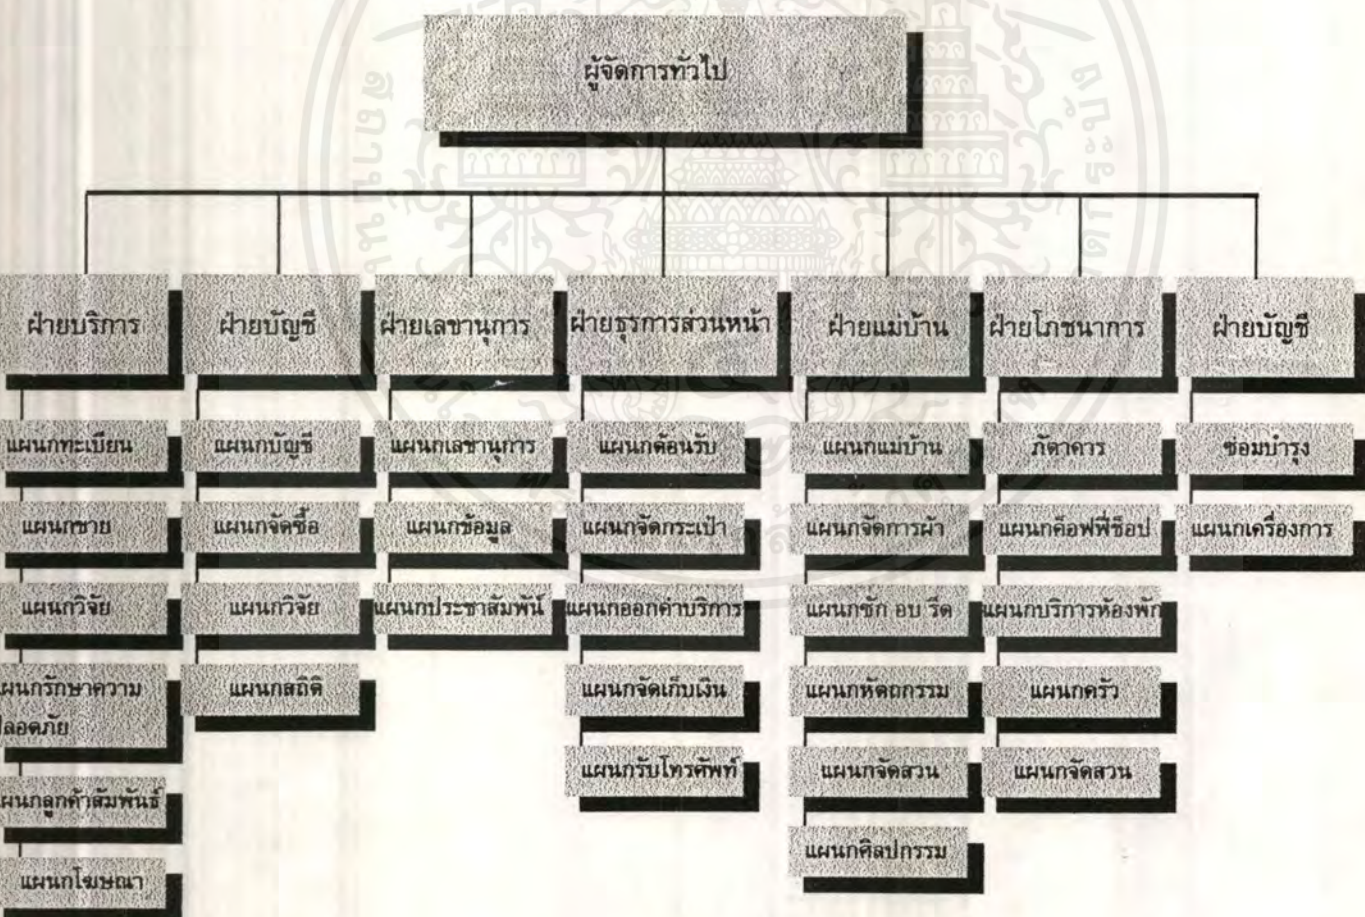 ผู้จัดการทั่วไป
ฝ่ายบริการ
ฝ่ายบัญชี
ฝ่ายเลขานุการ
ฝ่ายธุรการส่วนหน้า
ฝ่ายแม่บ้าน
ฝ่ายโภชนาการ
ฝ่ายบัญชี
แผนกทะเบียน
แผนกบัญชี
แผนกเลขานุการ
แผนกต้อนรับ
แผนกแม่บ้าน
ภัตาคาร
ซ่อมบำรุง
แผนกขาย
แผนกจัดซื้อ
แผนกข้อมูล
แผนกจัดกระเป๋า
แผนกจัดการผ้า
แผนกค็อฟฟี่ช็อป
แผนกเครื่องการ
แผนกวิจัย
แผนกวิจัย
แผนกประชาสัมพันธ์
แผนกออกค่าบริการ
แผนกซัก อบ รีด
แผนกบริการห้องพัก
แผนกรักษาความ
ปลอดภัย
แผนกสถิติ
แผนกจัดเก็บเงิน
แผนกหัตถกรรม
แผนกครัว
แผนกลูกค้าสัมพันธ์
แผนกรับโทรศัพท์
แผนกจัดสวน
แผนกจัดสวน
แผนกโฆษณา
แผนกศิลปกรรม